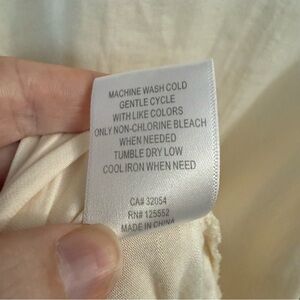 MACHINE WASH COLD
GENTLE CYCLE
WITH LIKE COLORS
ONLY NON-CHLORINE BLEACH
WHEN NEEDED
TUMBLE DRY LOW
COOL IRON WHEN NEED
CA# 32054
RN# 125552
MADE IN CHINA